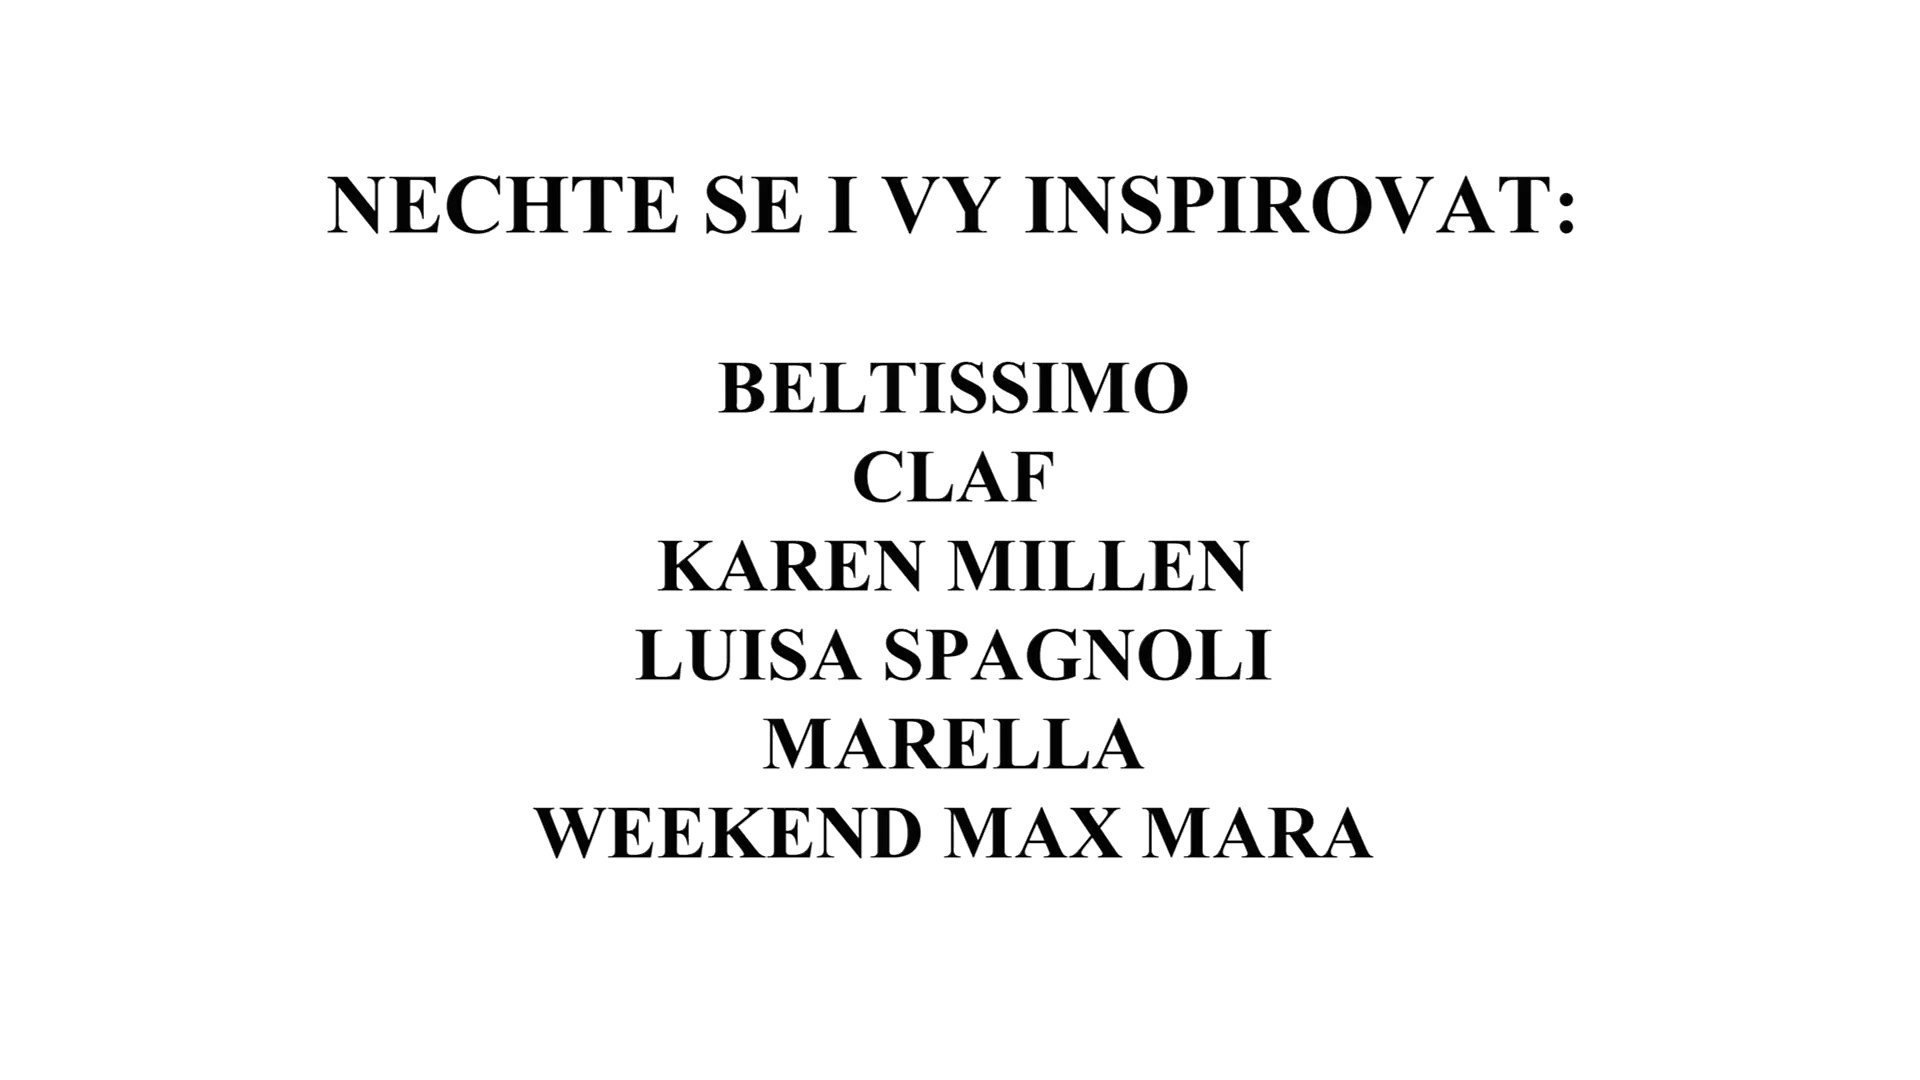 NECHTE SE I VY INSPIROVAT:
BELTISSIMO
CLAF
KAREN MILLEN
LUISA SPAGNOLI
MARELLA
WEEKEND MAX MARA